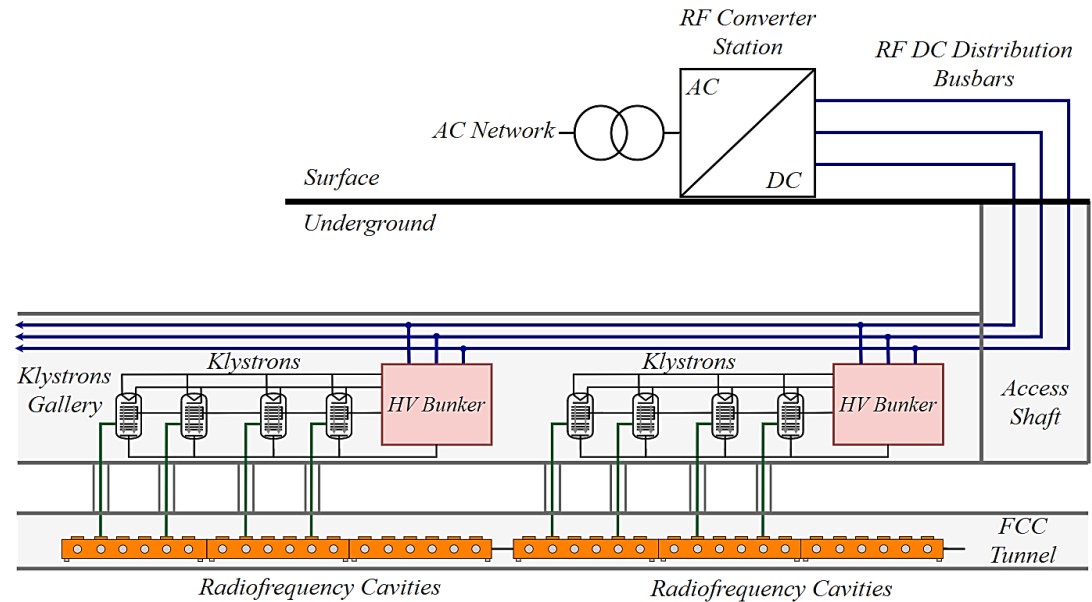 RF Converter
Station
RF DC Distribution
Busbars
AC
AC Network
DC
Surface
Underground
Klystrons
Klystrons
Klystrons
Gallery
HV Bunker
HV Bunker
Access
Shaft
FCC
Tunnel
Radiofrequency Cavities
Radiofrequency Cavities